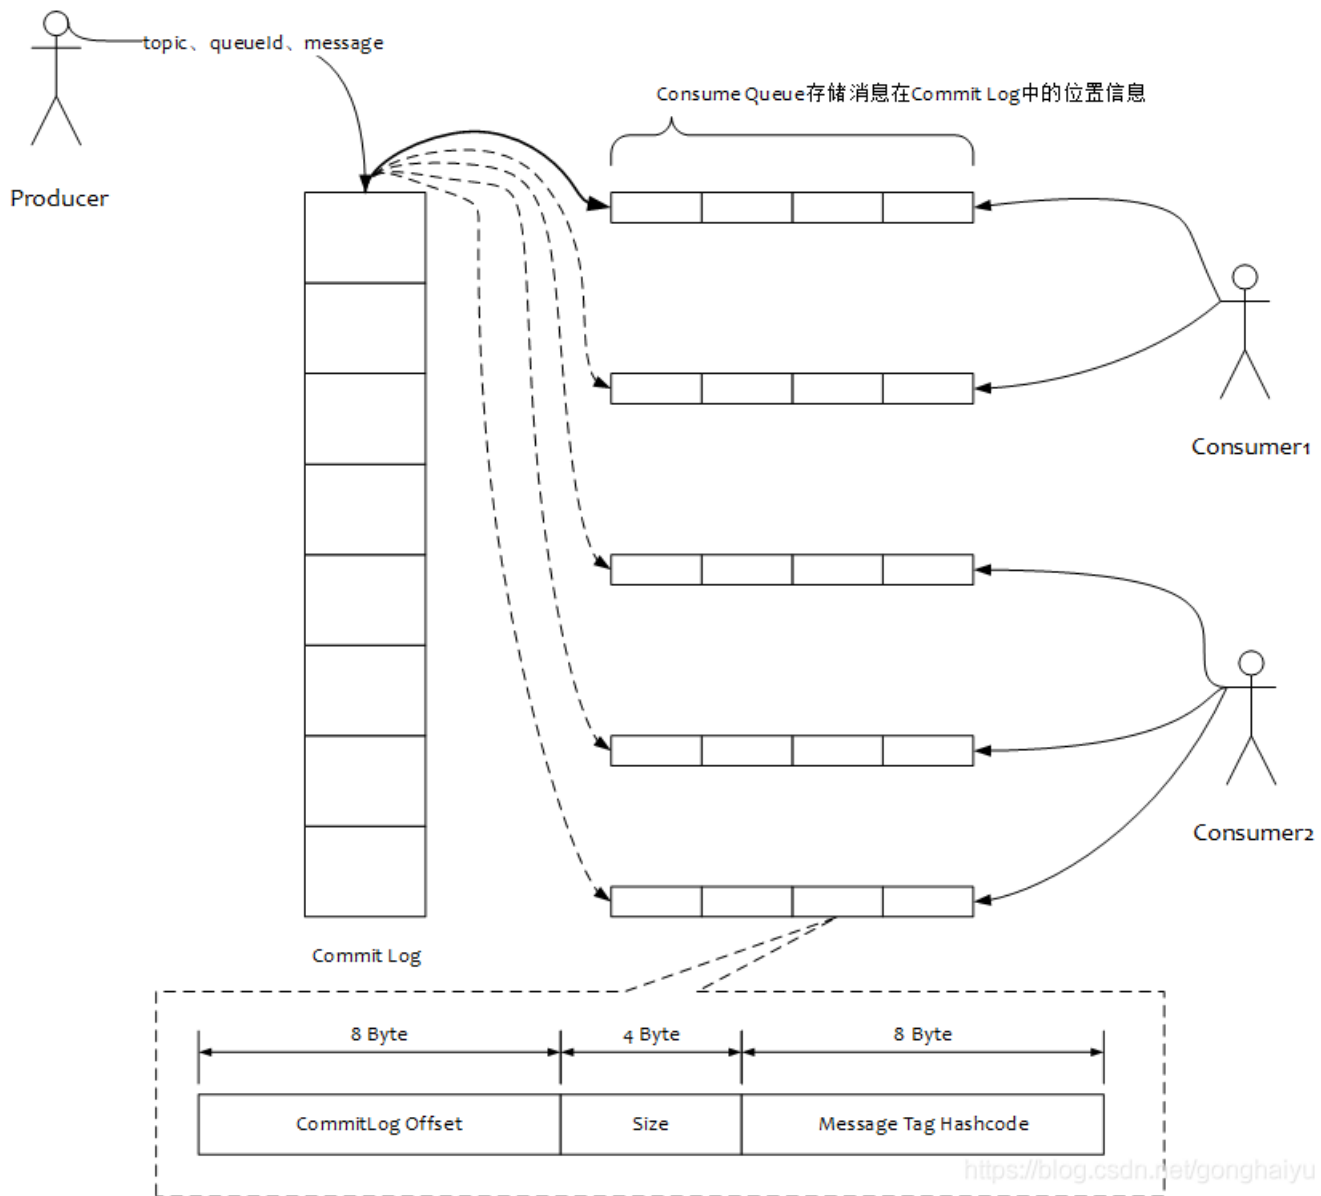 topic、queueId、message
Consume Queue存储消息在Commit Log中的位置信息
Producer
Consumer1
Consumer2
Commit Log
8 Byte
4 Byte
8 Byte
CommitLog Offset
Size
Message Tag Hashcode
https://blog.csdn.net/gonghaiyu